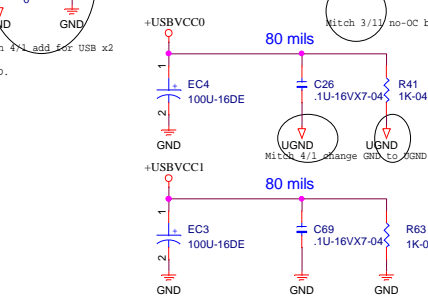 GND
+USBVCC0
Mitch 3/11 no-OC
4/1 add for USB x2
80 mils
1
EC4
100U-16DE
2
C26
.1U-16VX7-04
R41
1K-04
GND
UGND
UGND
Mitch 4/1 change GND to UGND
+USBVCC1
80 mils
1
EC3
100U-16DE
2
C69
.1U-16VX7-04
R63
1K-0
GND
GND
GND